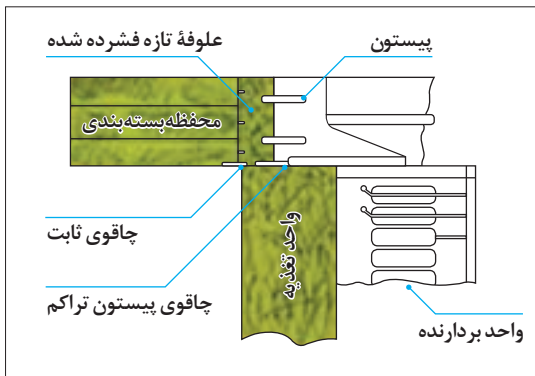 پیستون
علوفهٔ تازه فشرده شده
محفظه‌بسته‌بندی
چاقوی ثابت
واحد تغذیه
چاقوی پیستون تراکم
واحد بردارنده